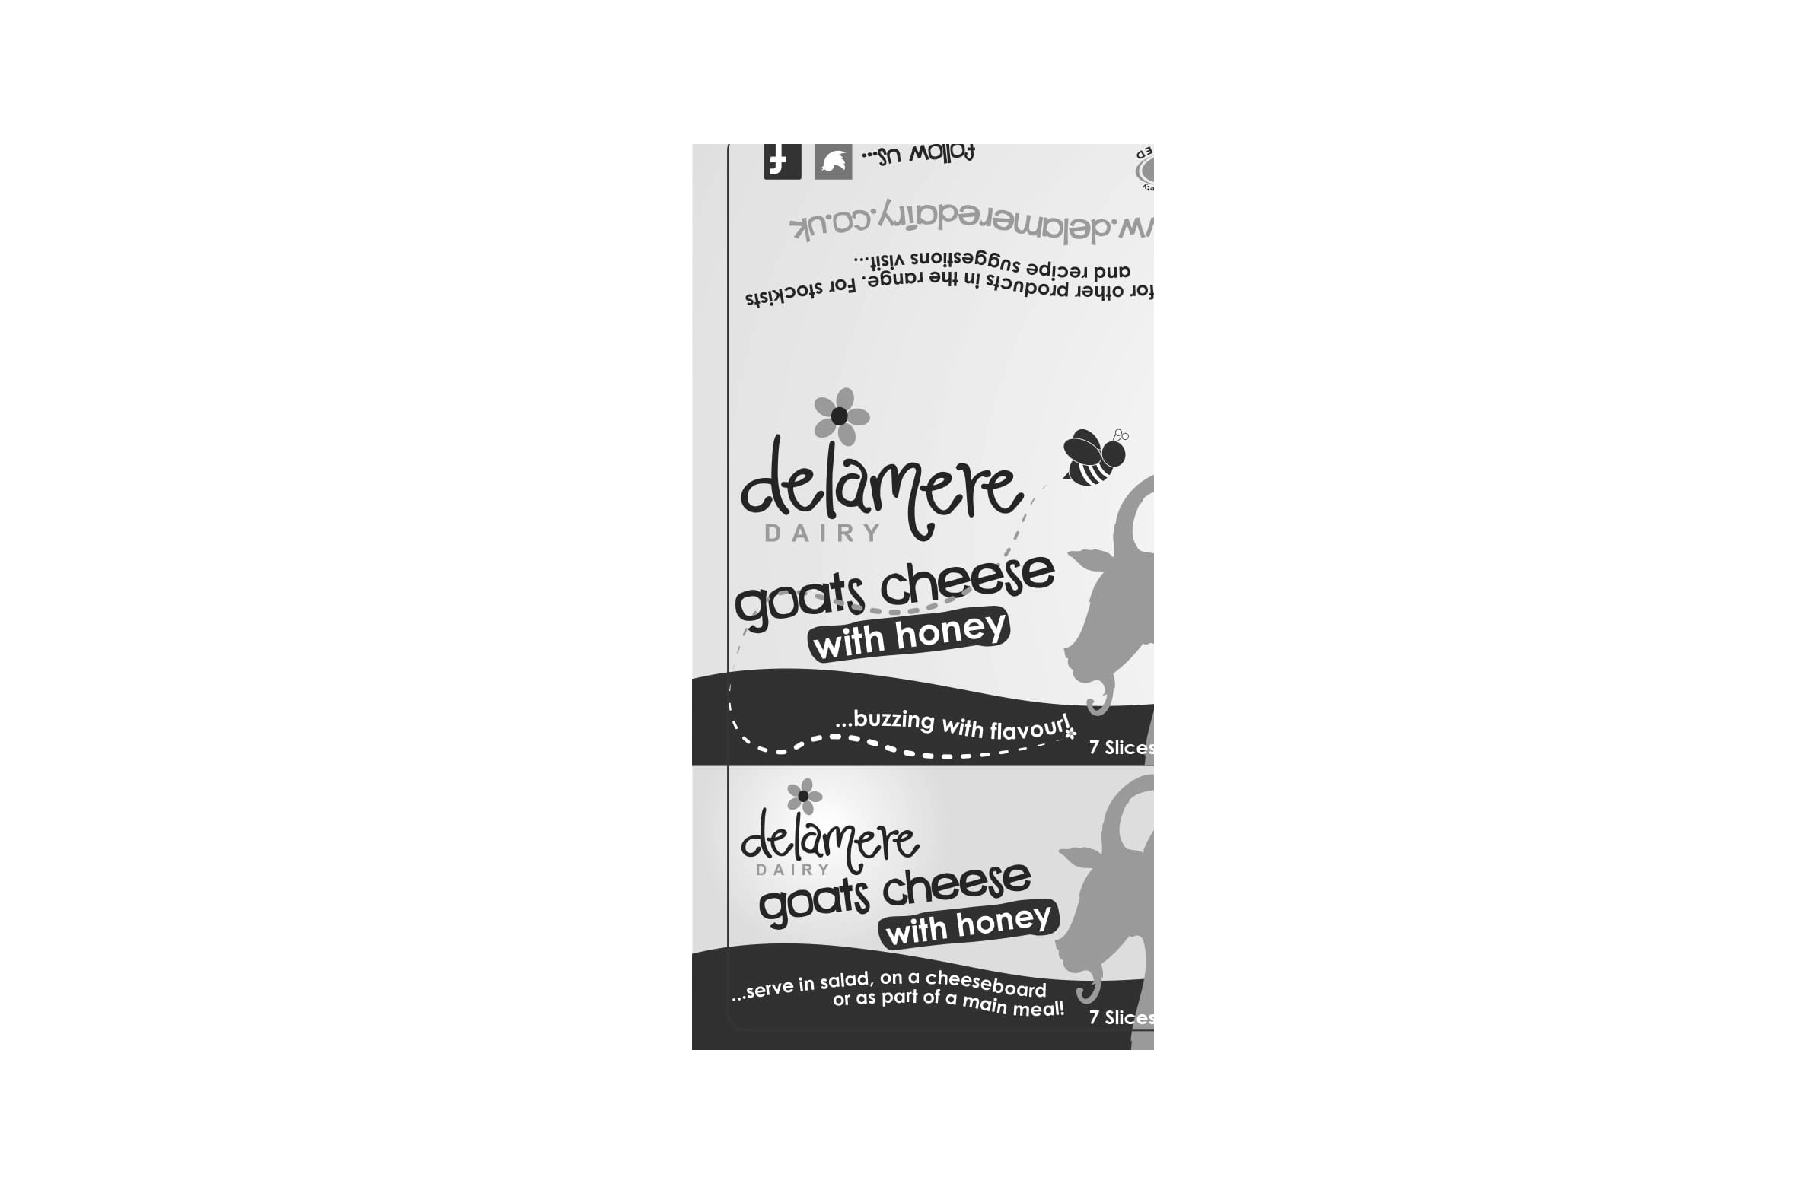 for other products in the range. For stockists
and recipe suggestions visit...
w.delameredairy.co.uk
follow us...
delamere
DAIRY
goats cheese
with honey
...buzzing with flavour!
7 Slices
delamere
DAIRY
goats cheese
with honey
...serve in salad, on a cheeseboard
or as part of a main meal!
7 Slices